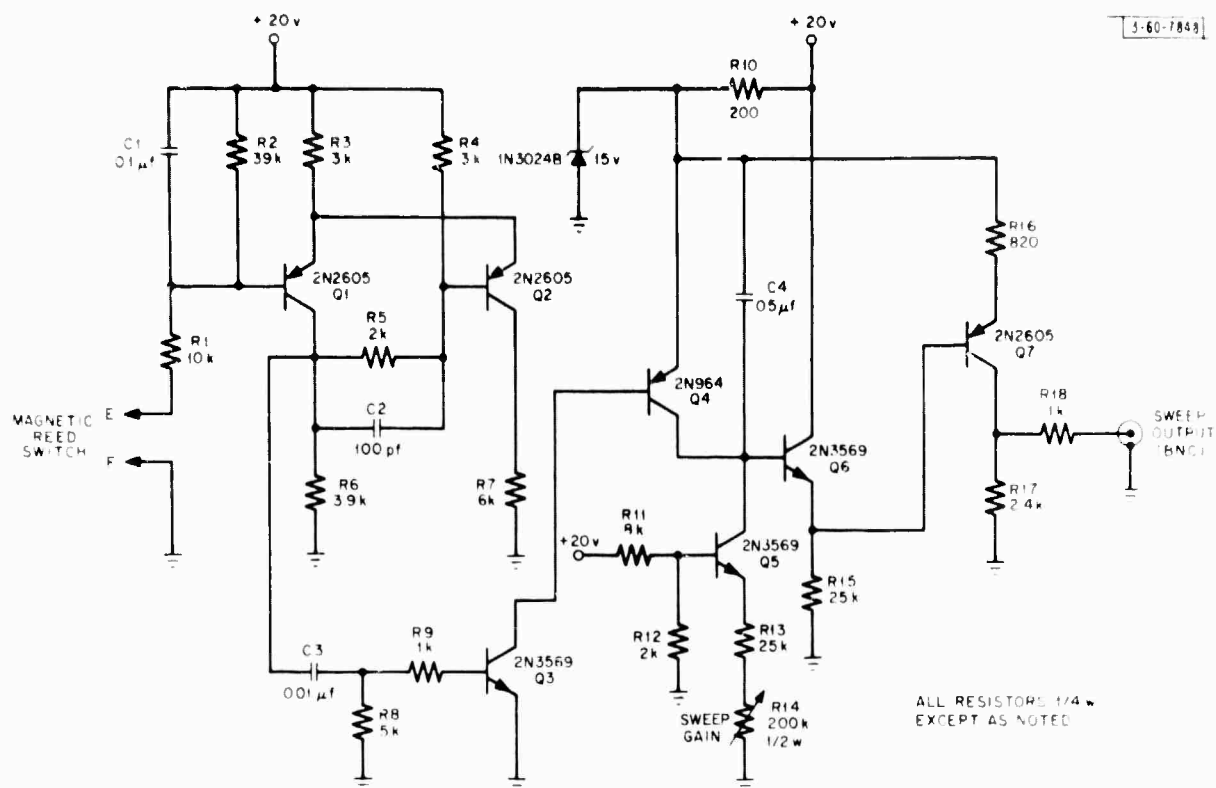 +20v
+20v
3-60-7848
R10
200
C1
0.1µf
R2
39k
R3
3k
R4
3k
1N3024B
15v
R16
820
2N2605
Q1
2N2605
Q2
C4
05µf
R5
2k
2N2605
Q7
R1
10k
2N964
Q4
R18
1k
MAGNETIC
REED
SWITCH
E
F
SWEEP
OUTPUT
(BNC)
C2
100pf
2N3569
Q6
R6
3.9k
R7
6k
R17
2.4k
R11
8k
+20v
2N3569
Q5
R15
25k
R12
2k
R13
25k
R9
1k
C3
001µf
2N3569
Q3
R8
5k
SWEEP
GAIN
R14
200k
1/2w
ALL RESISTORS 1/4w
EXCEPT AS NOTED